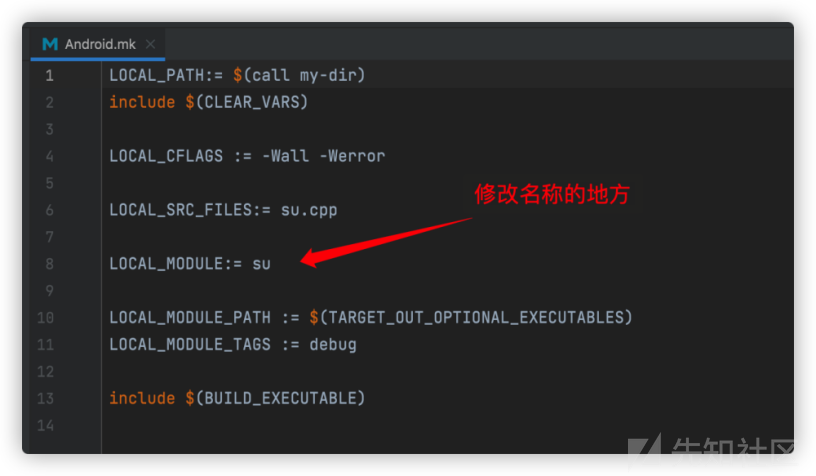 Android.mk
1 LOCAL_PATH:= $(call my-dir)
2 include $(CLEAR_VARS)
3
4 LOCAL_CFLAGS := -Wall -Werror
5
修改名称的地方
6 LOCAL_SRC_FILES:= su.cpp
7
8 LOCAL_MODULE:= su
9
10 LOCAL_MODULE_PATH := $(TARGET_OUT_OPTIONAL_EXECUTABLES)
11 LOCAL_MODULE_TAGS := debug
12
13 include $(BUILD_EXECUTABLE)
14
先知社区